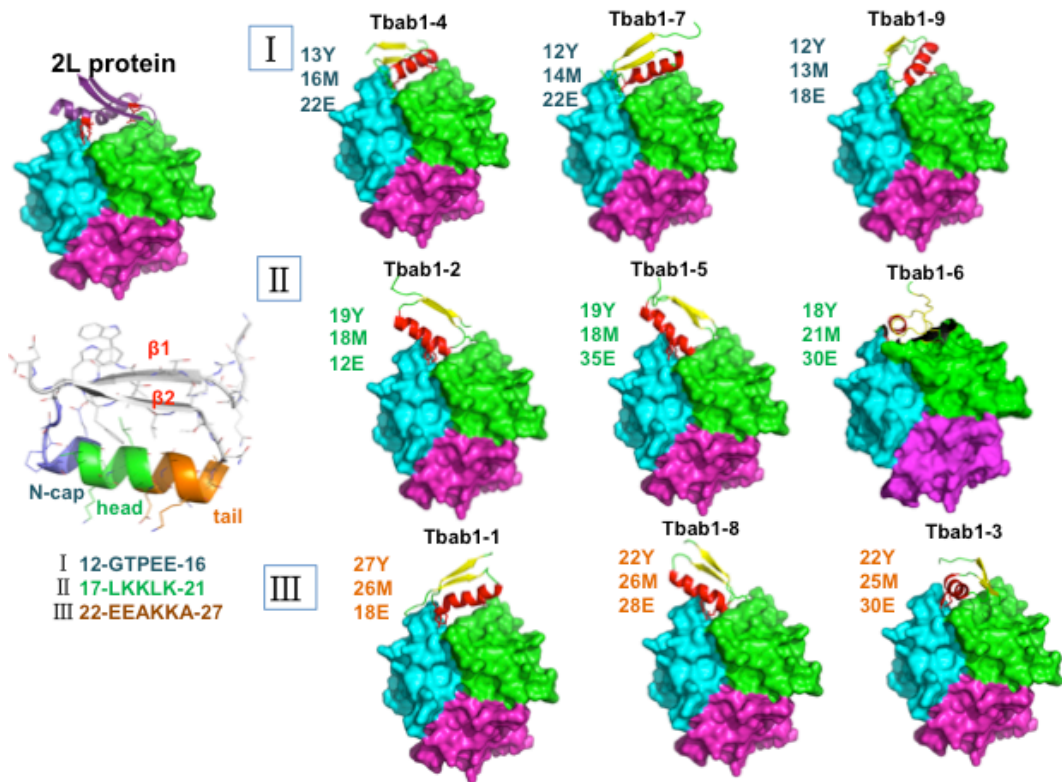 2L protein
β1
β2
N-cap
head
tail
I 12-GTPEE-16
II 17-LKKLK-21
III 22-EEAKKA-27
I
Tbab1-4
13Y
16M
22E
Tbab1-7
12Y
14M
22E
Tbab1-9
12Y
13M
18E
II
Tbab1-2
19Y
18M
12E
Tbab1-5
19Y
18M
35E
Tbab1-6
18Y
21M
30E
III
Tbab1-1
27Y
26M
18E
Tbab1-8
22Y
26M
28E
Tbab1-3
22Y
25M
30E